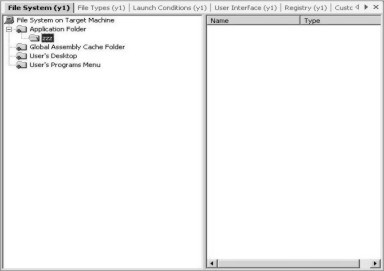 File System (y1) File Types (y1) Launch Conditions (y1) User Interface (y1) Registry (y1) Custc
File System on Target Machine
Name Type
Application Folder
zzz
Global Assembly Cache Folder
User's Desktop
User's Programs Menu